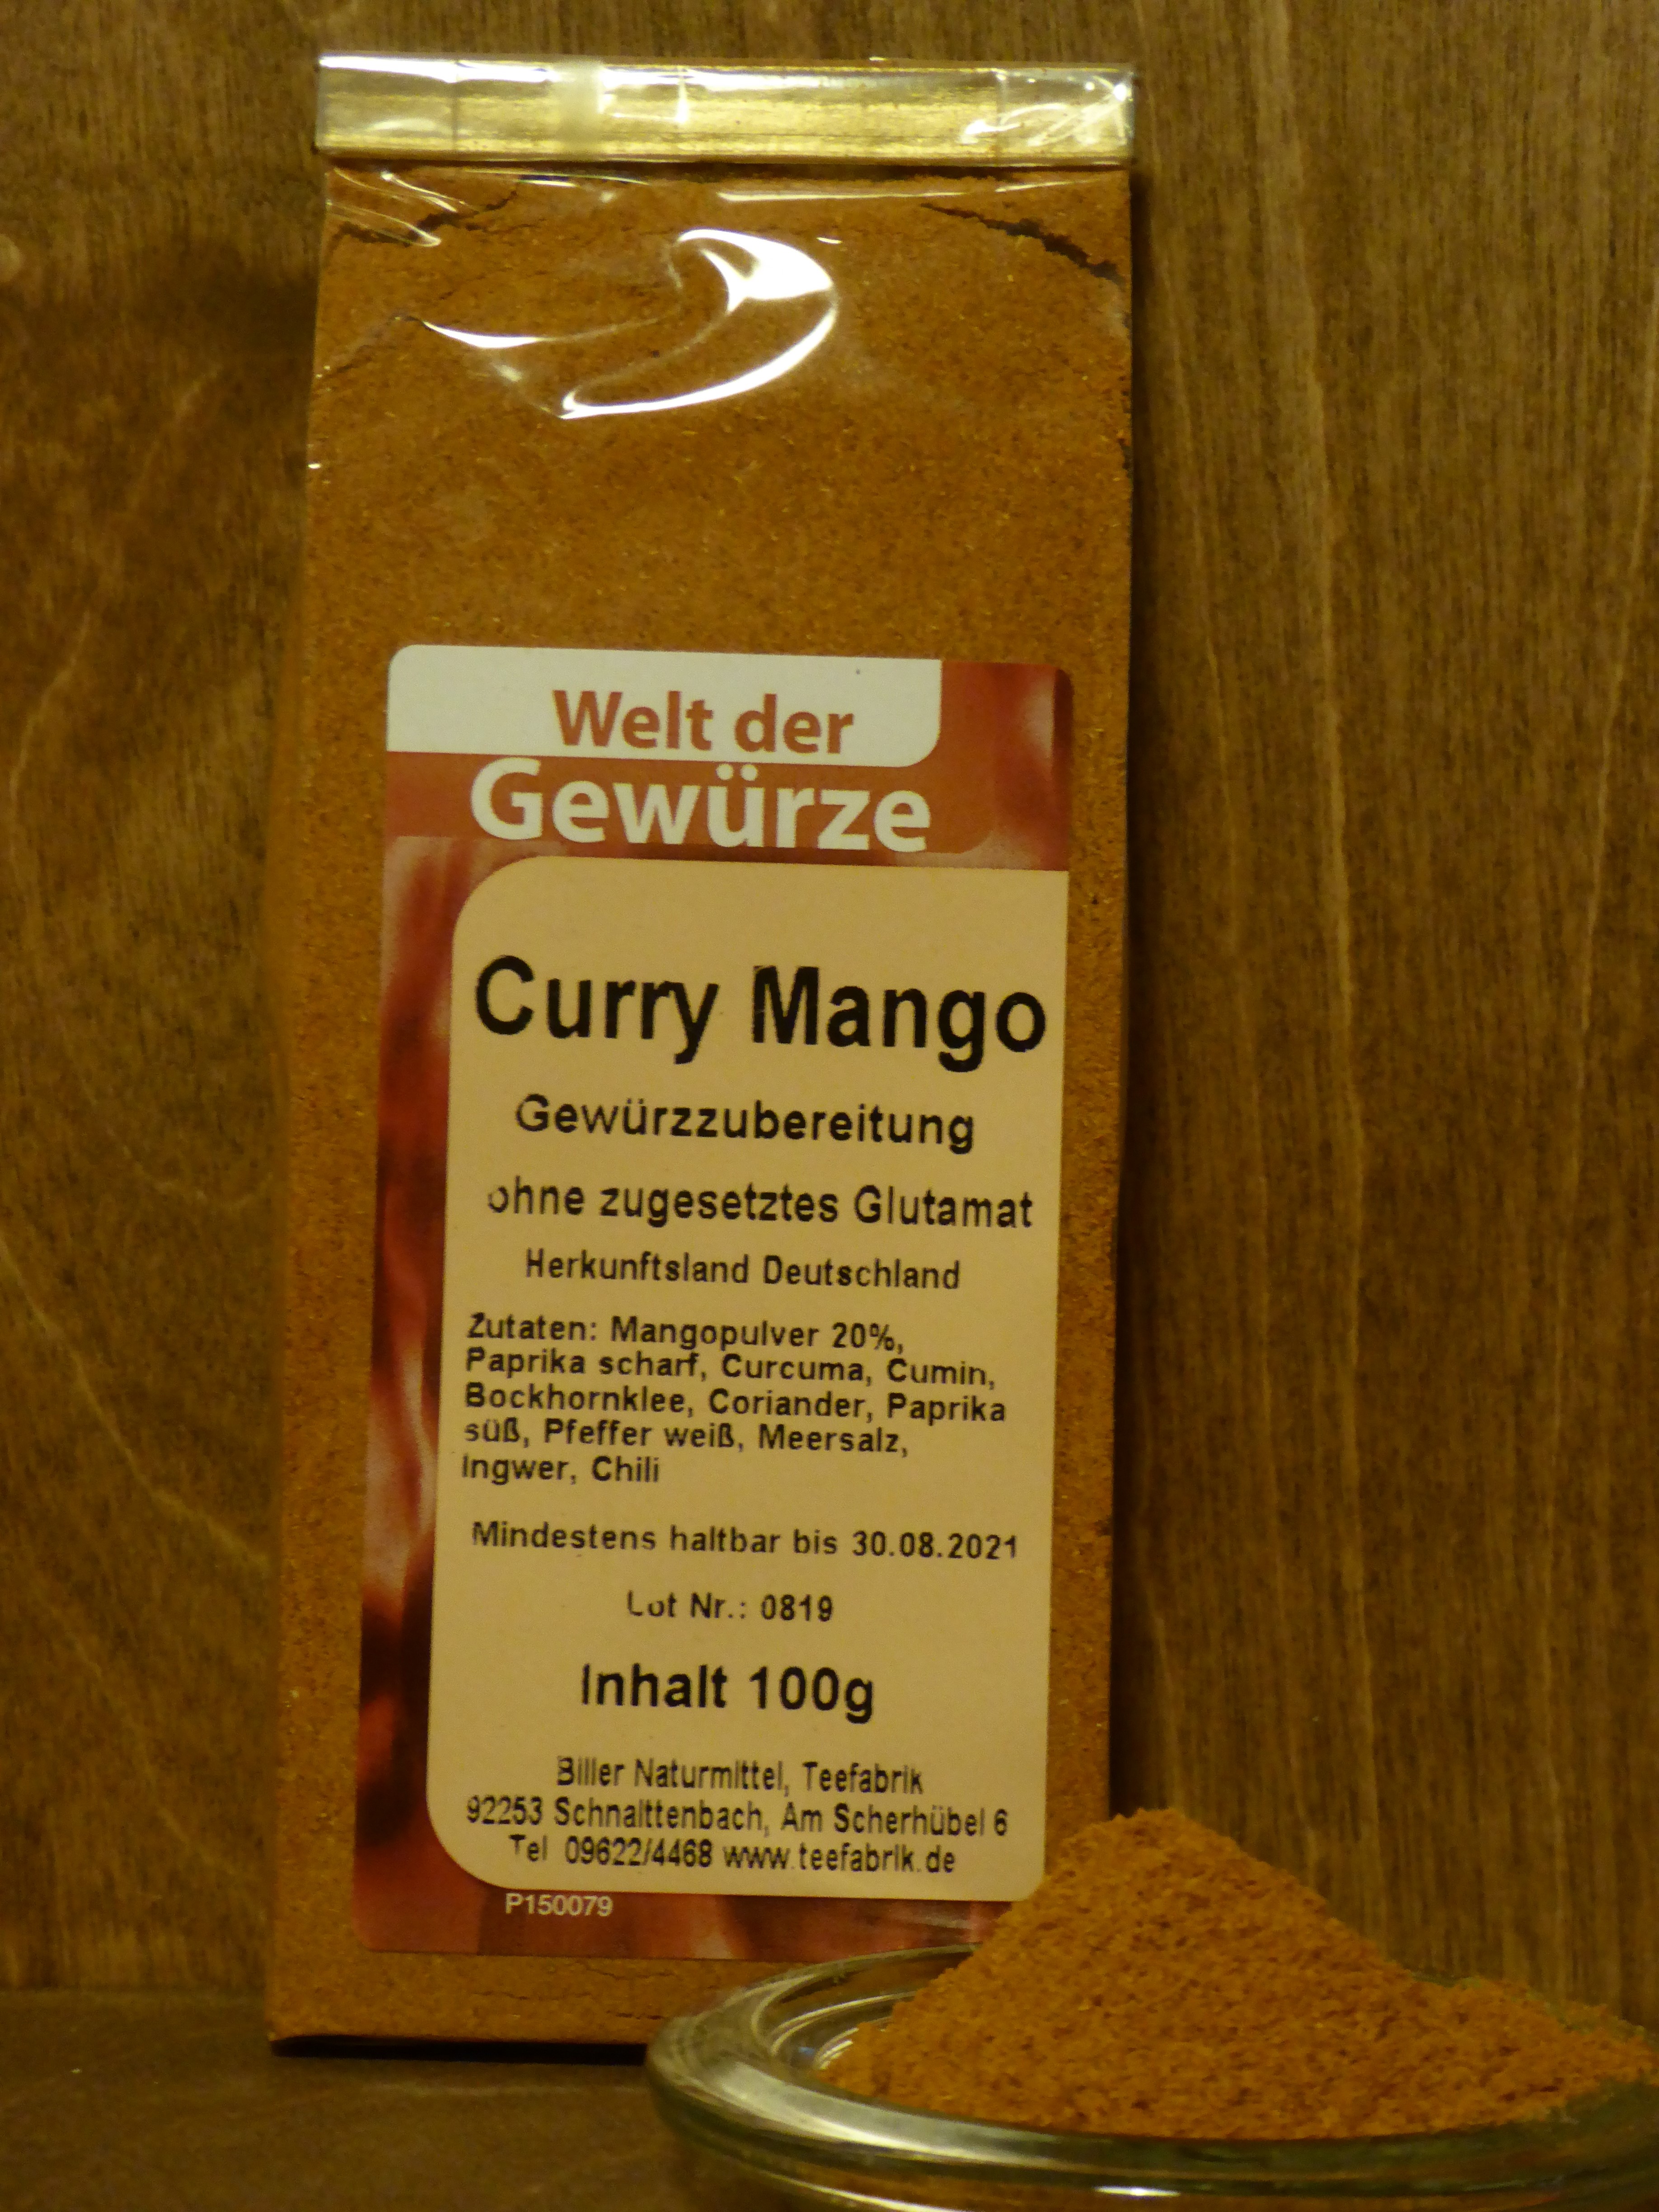 Welt der
Gewürze
Curry Mango
Gewürzzubereitung
ohne zugesetztes Glutamat
Herkunftsland Deutschland
Zutaten: Mangopulver 20%,
Paprika scharf, Curcuma, Cumin,
Bockhornklee, Coriander, Paprika
süß, Pfeffer weiß, Meersalz,
Ingwer, Chili
Mindestens haltbar bis 30.08.2021
Lot Nr.: 0819
Inhalt 100g
Biller Naturmittel, Teefabrik
92253 Schnaittenbach, Am Scherhübel 6
Tel 09622/4468 www.teefabrik.de
P150079